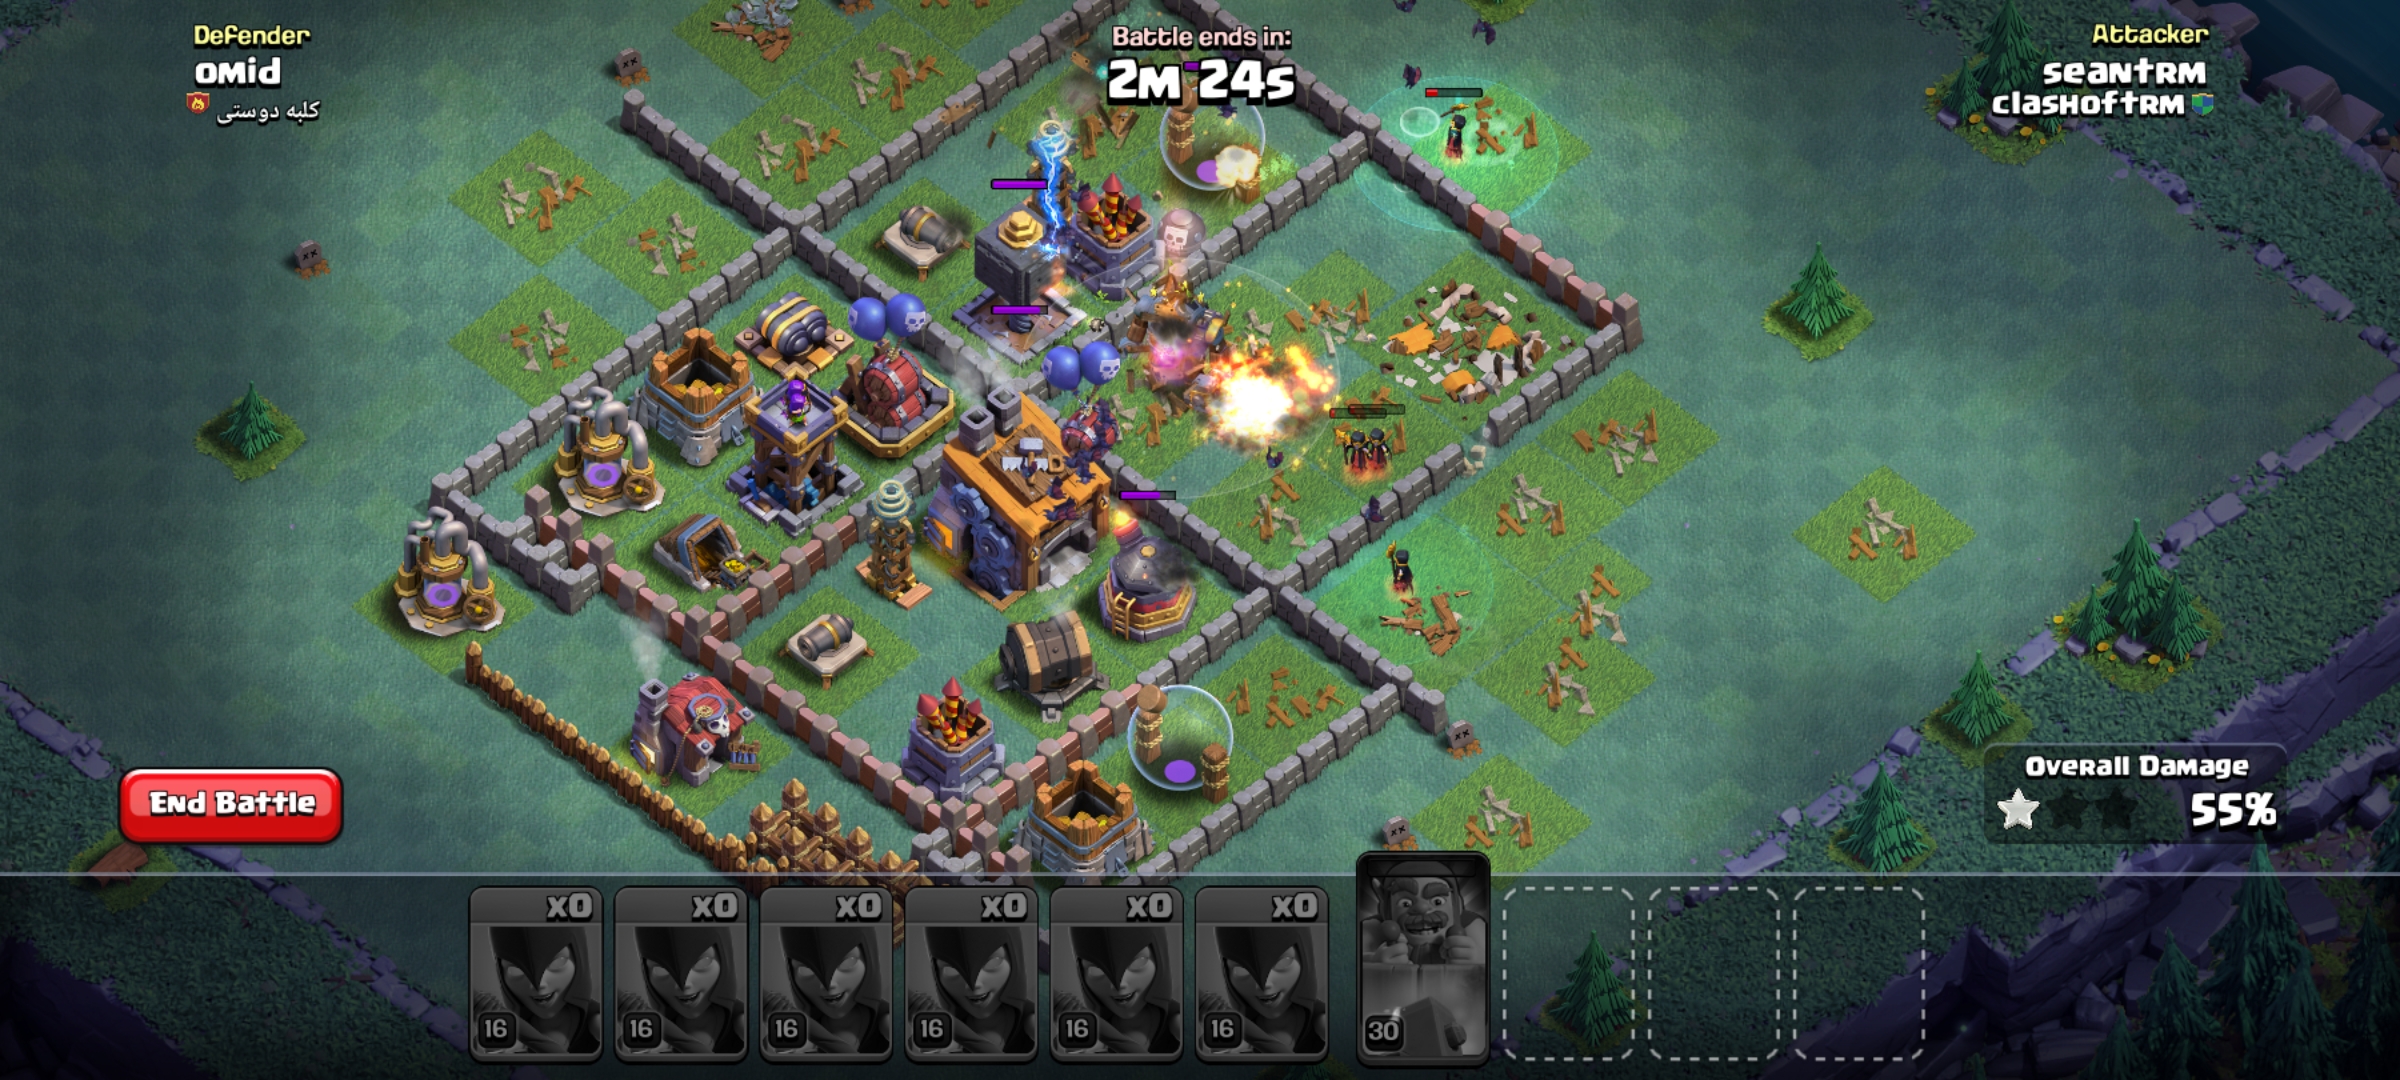 Defender
omid
کلبه دوستی
Battle ends in:
2M 24s
Attacker
seantRM
clashoftRM
End Battle
Overall Damage
55%
x0 x0 x0 x0 x0 x0
16 16 16 16 16 16 30